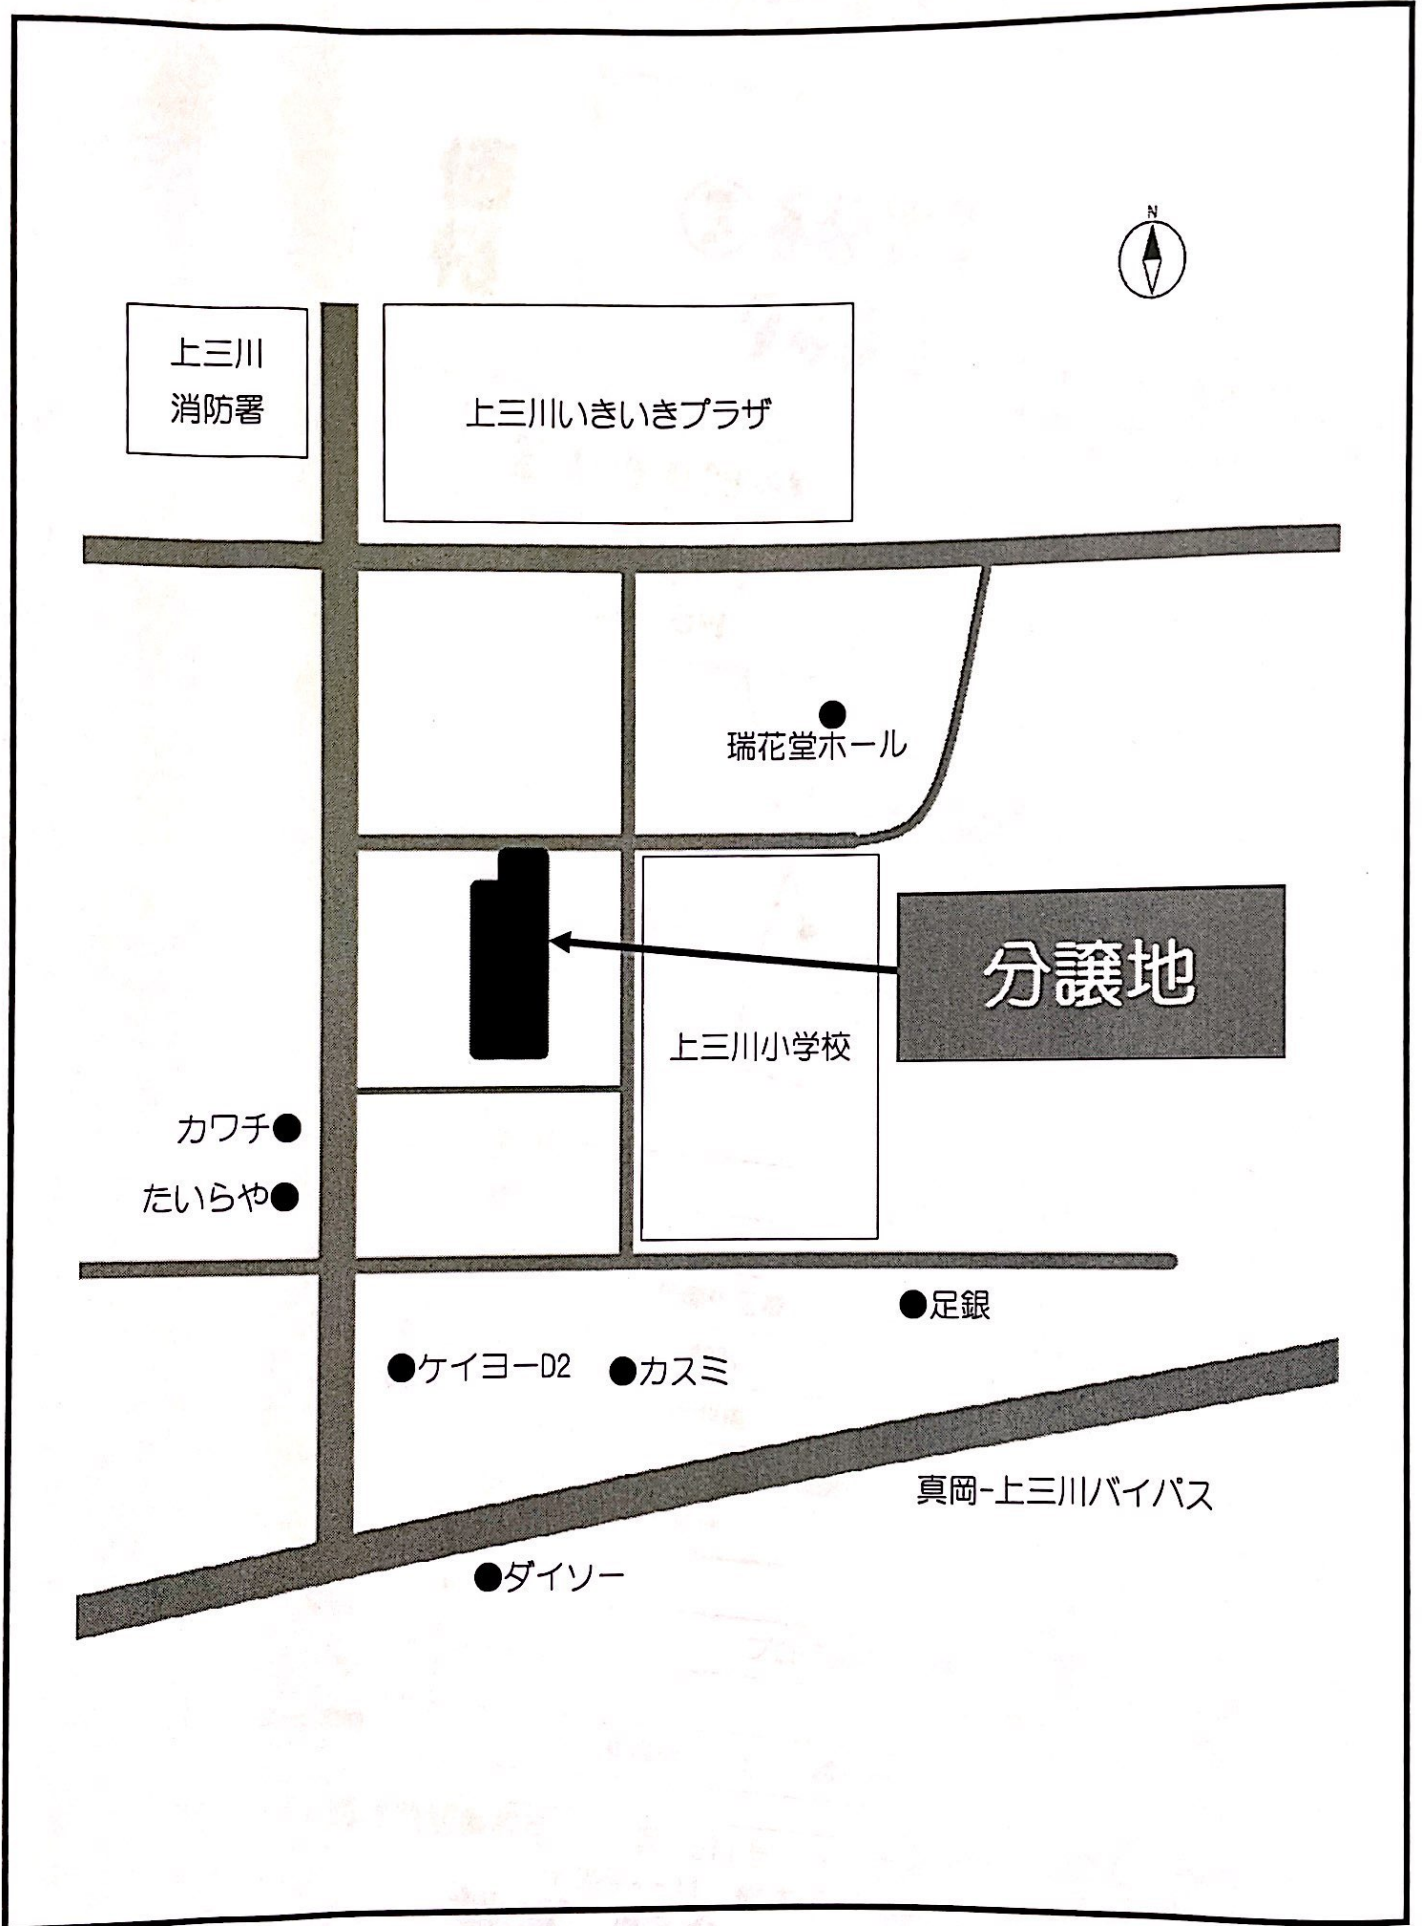 N
上三川
消防署
上三川いきいきプラザ
瑞花堂ホール
分譲地
上三川小学校
カワチ
たいらや
足銀
ケイヨーD2
カスミ
真岡-上三川バイパス
ダイソー